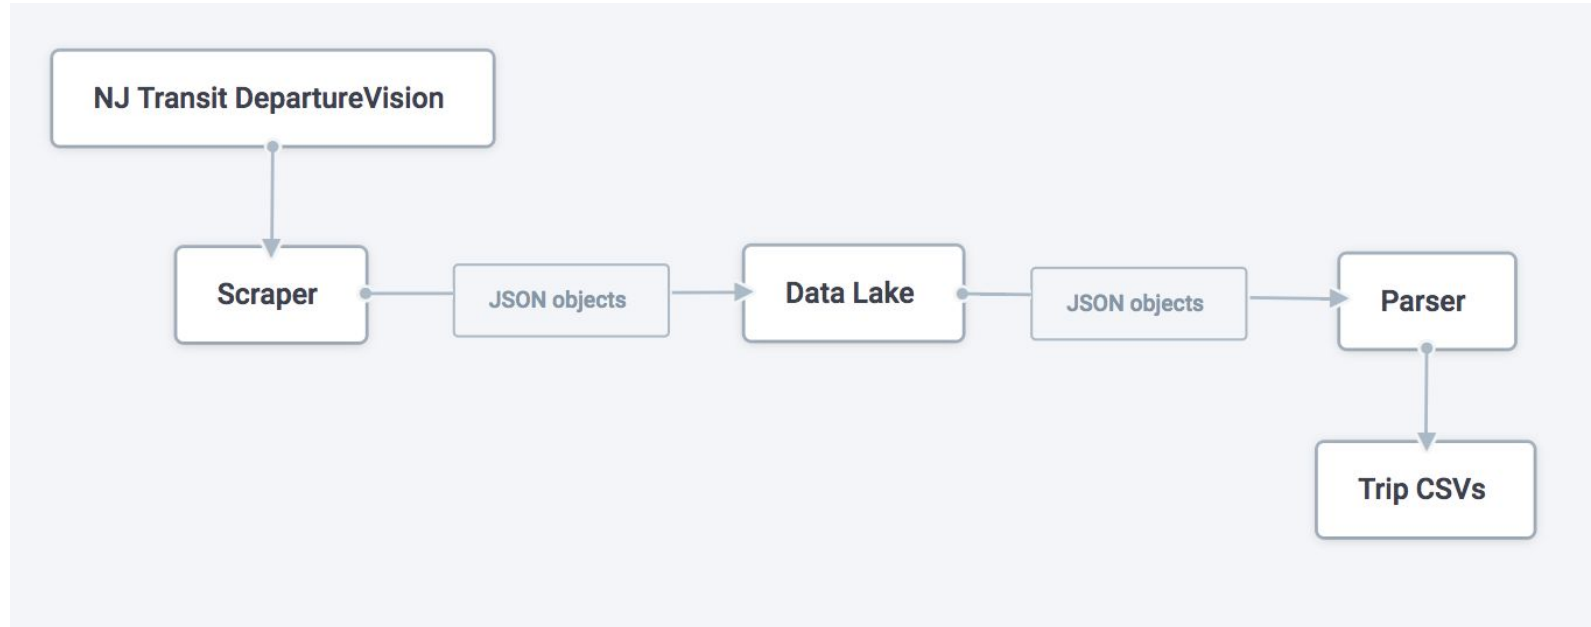 NJ Transit DepartureVision
Scraper
JSON objects
Data Lake
JSON objects
Parser
Trip CSVs